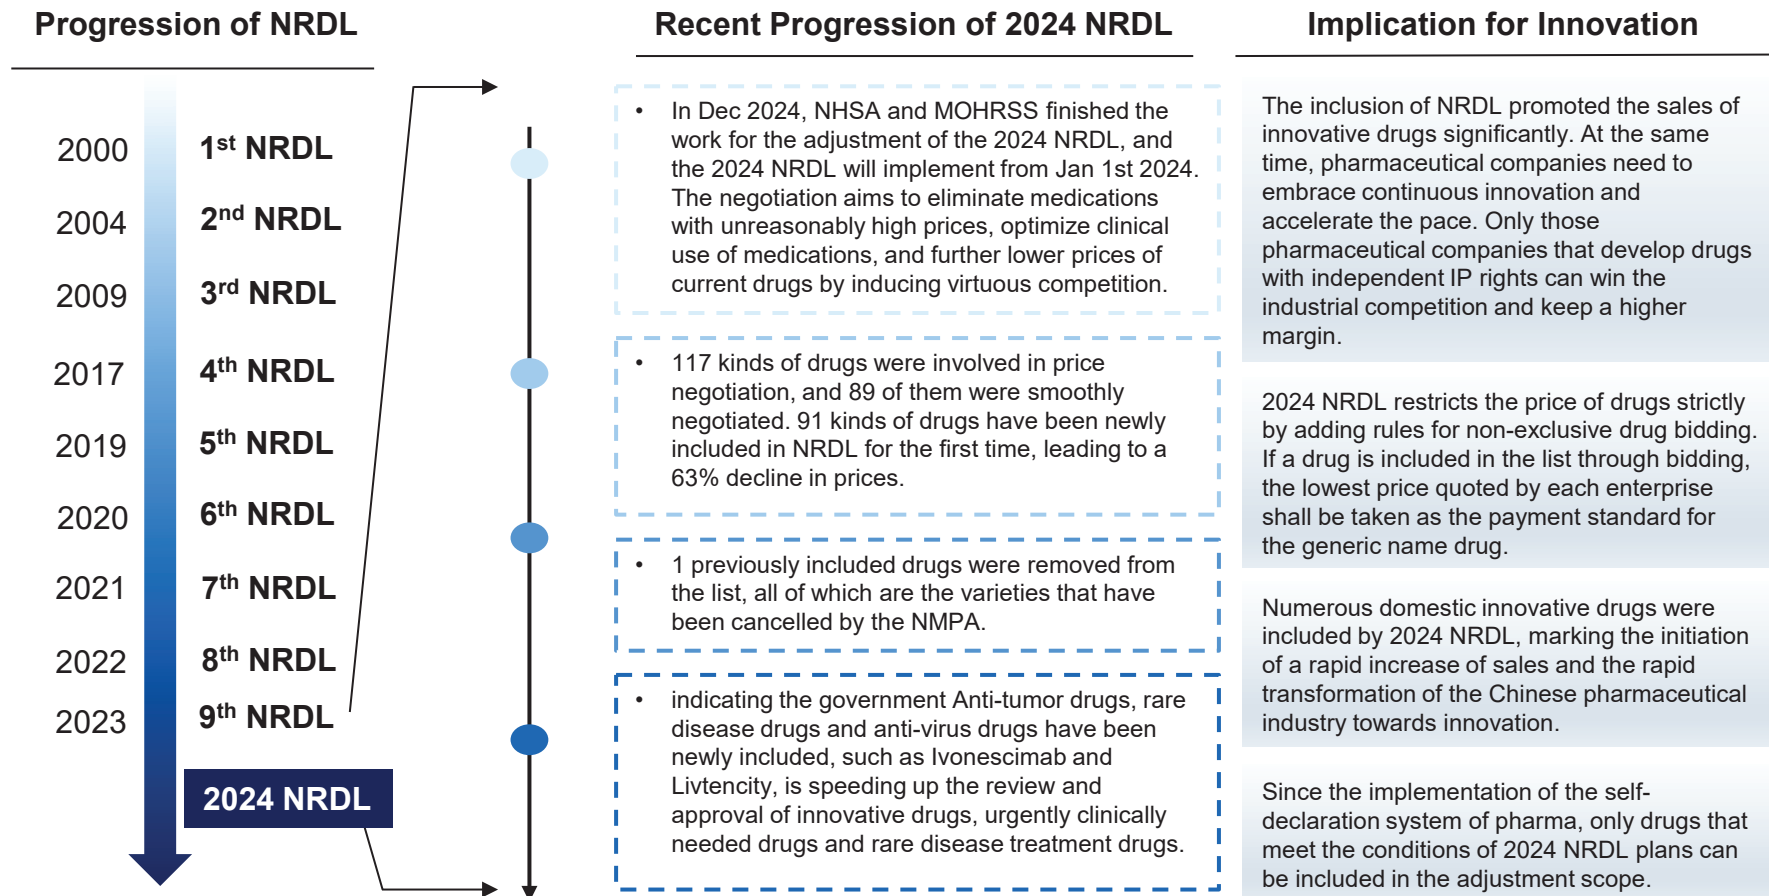 Progression of NRDL
2000 1st NRDL
2004 2nd NRDL
2009 3rd NRDL
2017 4th NRDL
2019 5th NRDL
2020 6th NRDL
2021 7th NRDL
2022 8th NRDL
2023 9th NRDL
2024 NRDL
Recent Progression of 2024 NRDL
• In Dec 2024, NHSA and MOHRSS finished the
work for the adjustment of the 2024 NRDL, and
the 2024 NRDL will implement from Jan 1st 2024.
The negotiation aims to eliminate medications
with unreasonably high prices, optimize clinical
use of medications, and further lower prices of
current drugs by inducing virtuous competition.
• 117 kinds of drugs were involved in price
negotiation, and 89 of them were smoothly
negotiated. 91 kinds of drugs have been newly
included in NRDL for the first time, leading to a
63% decline in prices.
• 1 previously included drugs were removed from
the list, all of which are the varieties that have
been cancelled by the NMPA.
• indicating the government Anti-tumor drugs, rare
disease drugs and anti-virus drugs have been
newly included, such as Ivonescimab and
Livtencity, is speeding up the review and
approval of innovative drugs, urgently clinically
needed drugs and rare disease treatment drugs.
Implication for Innovation
The inclusion of NRDL promoted the sales of
innovative drugs significantly. At the same
time, pharmaceutical companies need to
embrace continuous innovation and
accelerate the pace. Only those
pharmaceutical companies that develop drugs
with independent IP rights can win the
industrial competition and keep a higher
margin.
2024 NRDL restricts the price of drugs strictly
by adding rules for non-exclusive drug bidding.
If a drug is included in the list through bidding,
the lowest price quoted by each enterprise
shall be taken as the payment standard for
the generic name drug.
Numerous domestic innovative drugs were
included by 2024 NRDL, marking the initiation
of a rapid increase of sales and the rapid
transformation of the Chinese pharmaceutical
industry towards innovation.
Since the implementation of the self-
declaration system of pharma, only drugs that
meet the conditions of 2024 NRDL plans can
be included in the adjustment scope.